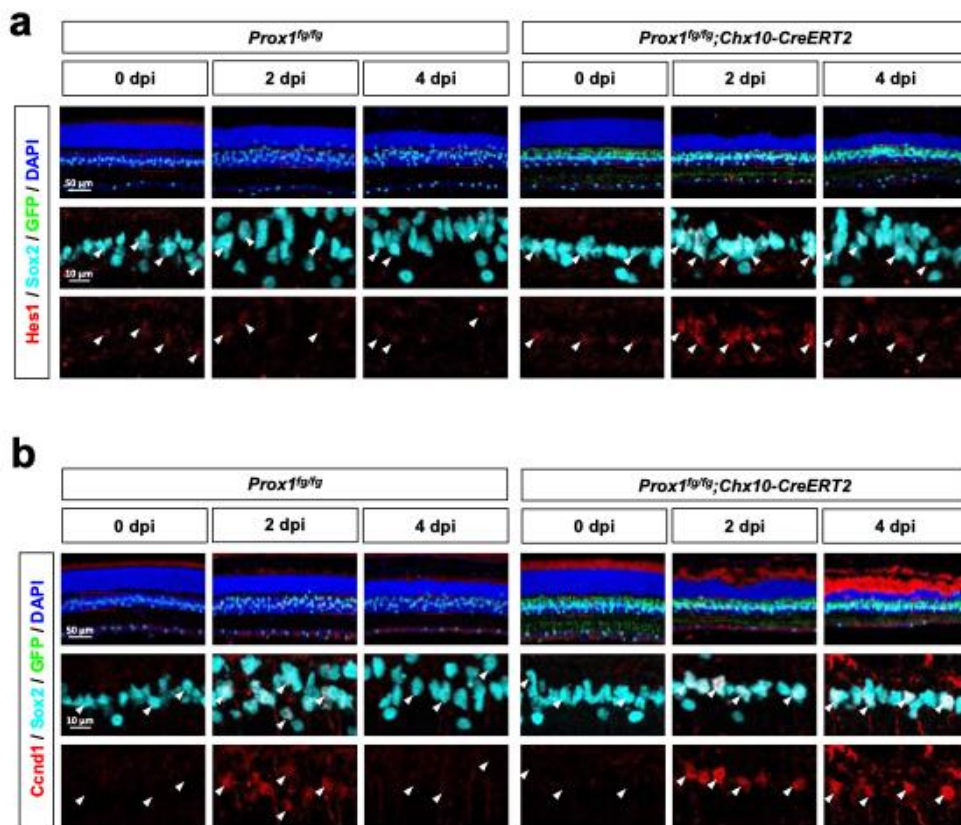 a
Prox1fg/fg
Prox1fg/fg;Chx10-CreERT2
0 dpi
2 dpi
4 dpi
0 dpi
2 dpi
4 dpi
Hes1 / Sox2 / GFP / DAPI
50 µm
10 µm
b
Prox1fg/fg
Prox1fg/fg;Chx10-CreERT2
0 dpi
2 dpi
4 dpi
0 dpi
2 dpi
4 dpi
Ccnd1 / Sox2 / GFP / DAPI
50 µm
10 µm